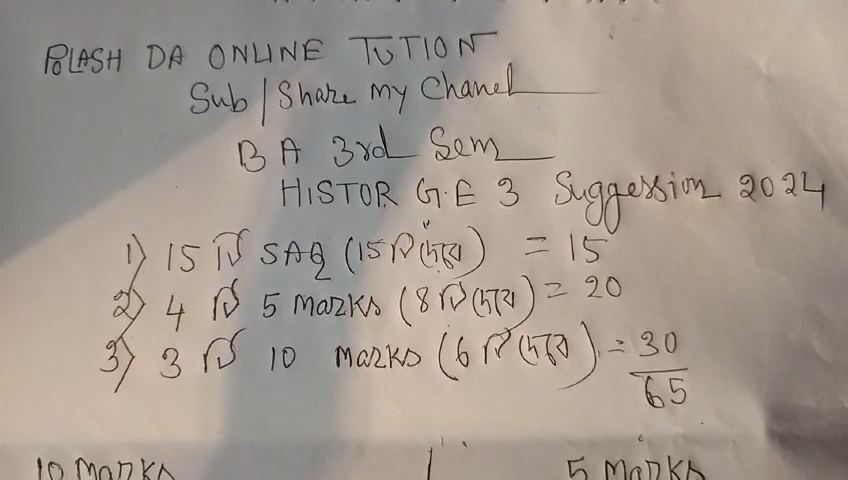 POLASH DA ONLINE TUTION
Sub / Share my Chanel
B A 3rd Sem
HISTOR G.E 3 Suggession 2024
1) 15 টি SAQ (15 টি দেবে) = 15
2) 4 টি 5 Marks (8 টি দেবে) = 20
3) 3 টি 10 Marks (6 টি দেবে) = 30
65
10 Marks 5 Marks